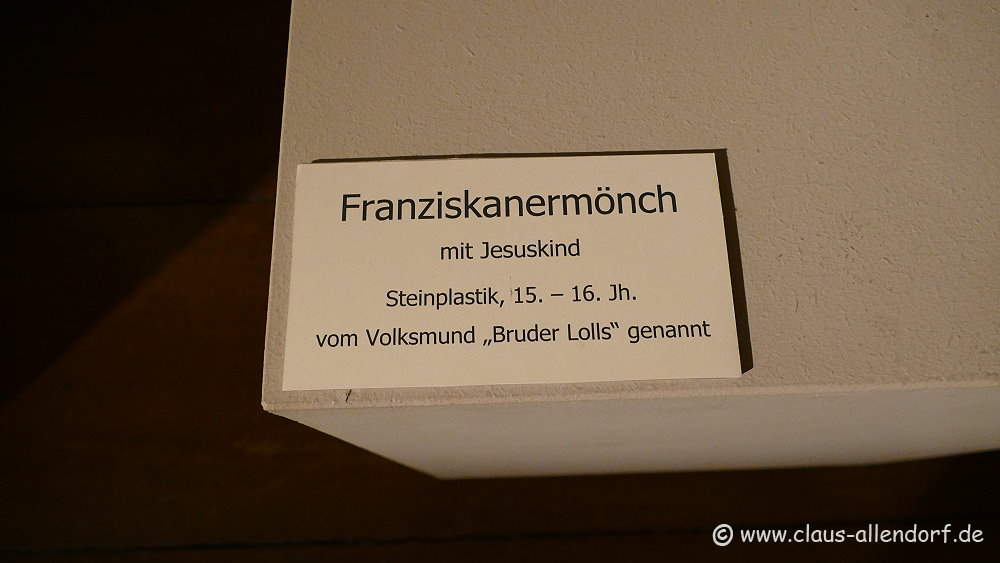 Franziskanermönch
mit Jesuskind
Steinplastik, 15. – 16. Jh.
vom Volksmund „Bruder Lolls“ genannt
© www.claus-allendorf.de